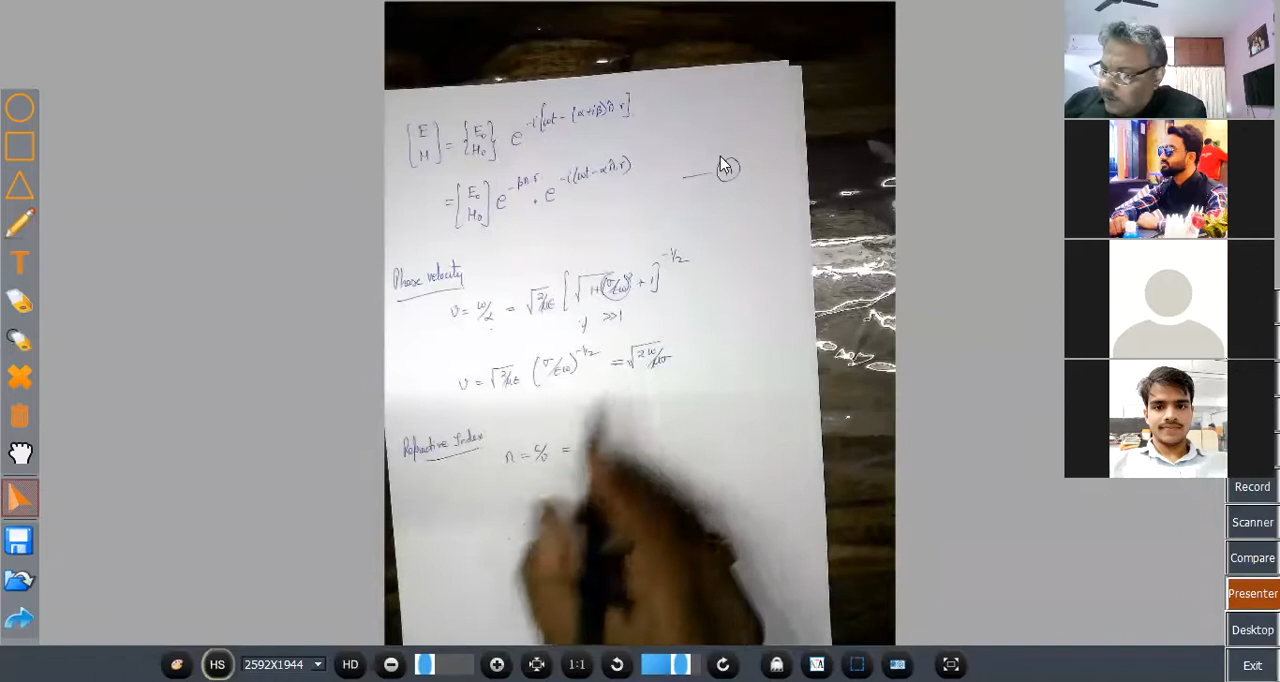 [E H] = {E₀ H₀} e^{-i[ωt - (α+iβ)n̂.r]}
= [E₀ H₀] e^{-βn.r} . e^{-i(ωt - αn̂.r)}
Phase velocity
v = ω/α = √(2/με) [√(1+(σ/εω)²) + 1]^{-1/2}
≫1
v = √(2/με) (σ/εω)^{-1/2} = √(2ω/μσ)
Refractive Index
n = c/v =
T
Record
Scanner
Compare
Presenter
Desktop
Exit
HS
2592X1944
HD
1:1